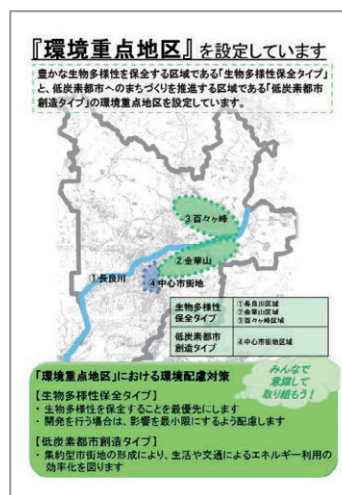 『環境重点地区』を設定しています
豊かな生物多様性を保全する区域である「生物多様性保全タイプ」
と、低炭素都市へのまちづくりを推進する区域である「低炭素都市
創造タイプ」の環境重点地区を設定しています。
③百々ヶ峰
②金華山
①長良川
④中心市街地
生物多様性
保全タイプ
①長良川区域
②金華山区域
③百々ヶ峰区域
低炭素都市
創造タイプ
④中心市街地区域
「環境重点地区」における環境配慮対策
みんなで
意識して
取り組もう!
【生物多様性保全タイプ】
・生物多様性を保全することを最優先にします
・開発を行う場合は、影響を最小限にするよう配慮します
【低炭素都市創造タイプ】
・集約型市街地の形成により、生活や交通によるエネルギー利用の
効率化を図ります